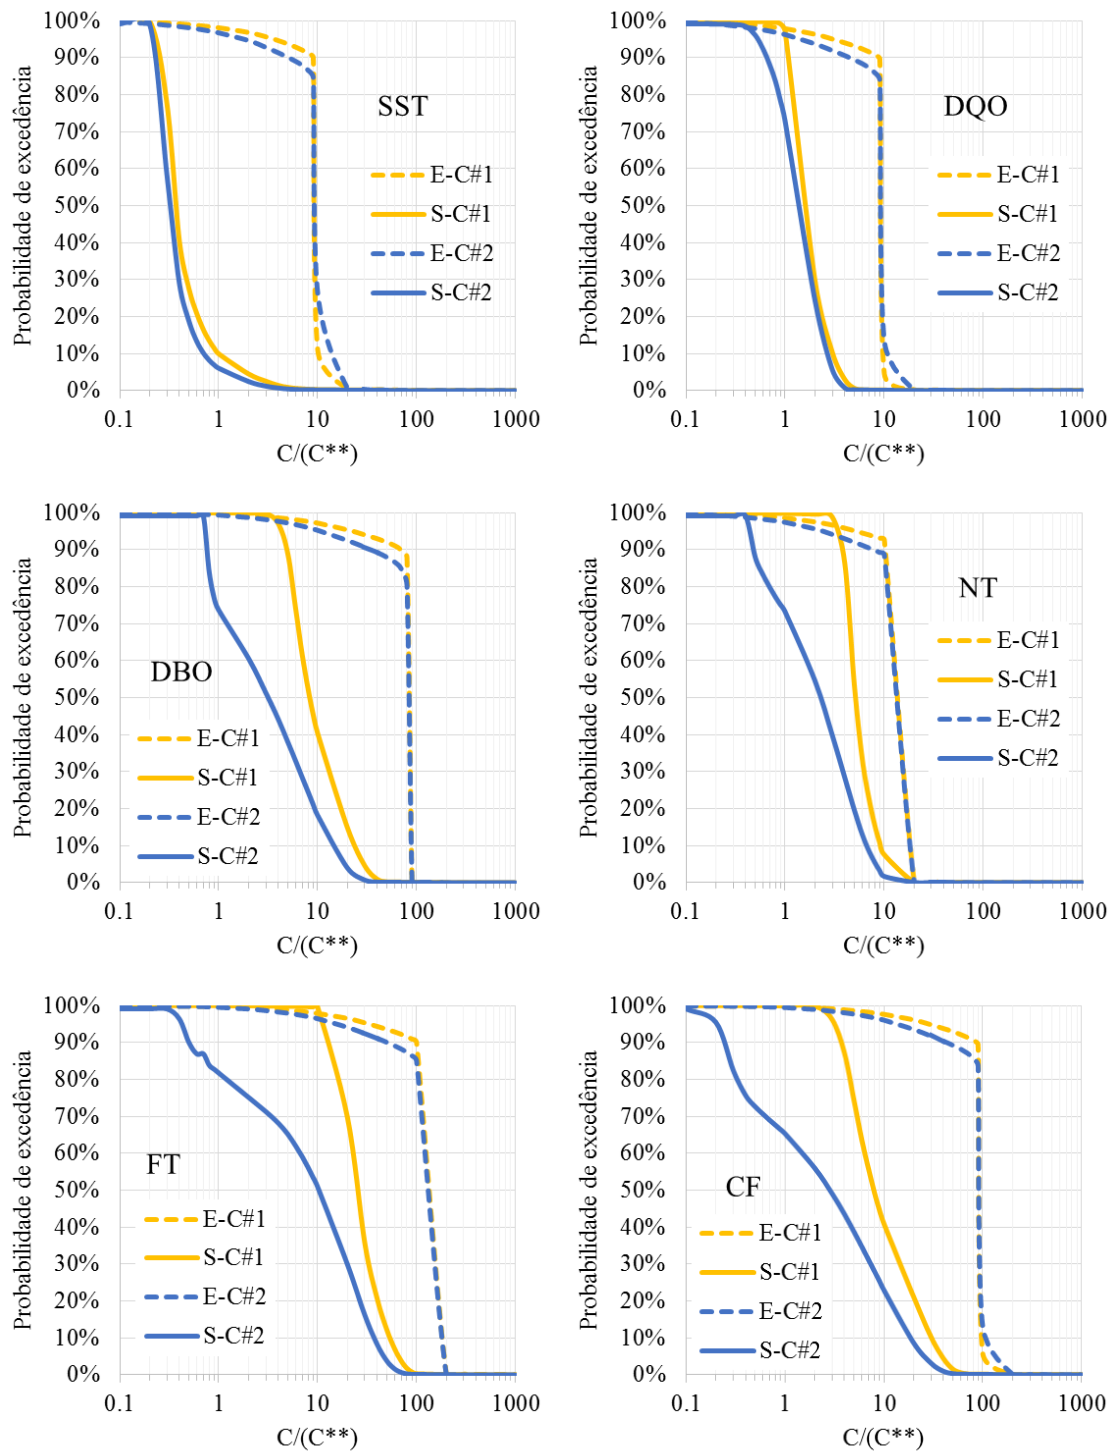 100%
90%
80%
70%
60%
50%
40%
30%
20%
10%
0%
Probabilidade de excedência
SST
E-C#1
S-C#1
E-C#2
S-C#2
0.1 1 10 100 1000
C/(C**)
100%
90%
80%
70%
60%
50%
40%
30%
20%
10%
0%
Probabilidade de excedência
DQO
E-C#1
S-C#1
E-C#2
S-C#2
0.1 1 10 100 1000
C/(C**)
100%
90%
80%
70%
60%
50%
40%
30%
20%
10%
0%
Probabilidade de excedência
DBO
E-C#1
S-C#1
E-C#2
S-C#2
0.1 1 10 100 1000
C/(C**)
100%
90%
80%
70%
60%
50%
40%
30%
20%
10%
0%
Probabilidade de excedência
NT
E-C#1
S-C#1
E-C#2
S-C#2
0.1 1 10 100 1000
C/(C**)
100%
90%
80%
70%
60%
50%
40%
30%
20%
10%
0%
Probabilidade de excedência
FT
E-C#1
S-C#1
E-C#2
S-C#2
0.1 1 10 100 1000
C/(C**)
100%
90%
80%
70%
60%
50%
40%
30%
20%
10%
0%
Probabilidade de excedência
CF
E-C#1
S-C#1
E-C#2
S-C#2
0.1 1 10 100 1000
C/(C**)